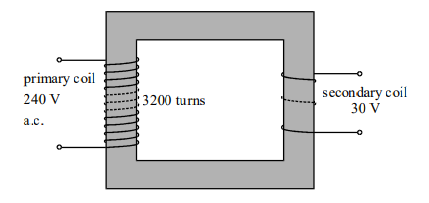 primary coil
240 V
a.c.
3200 turns
secondary coil
30 V